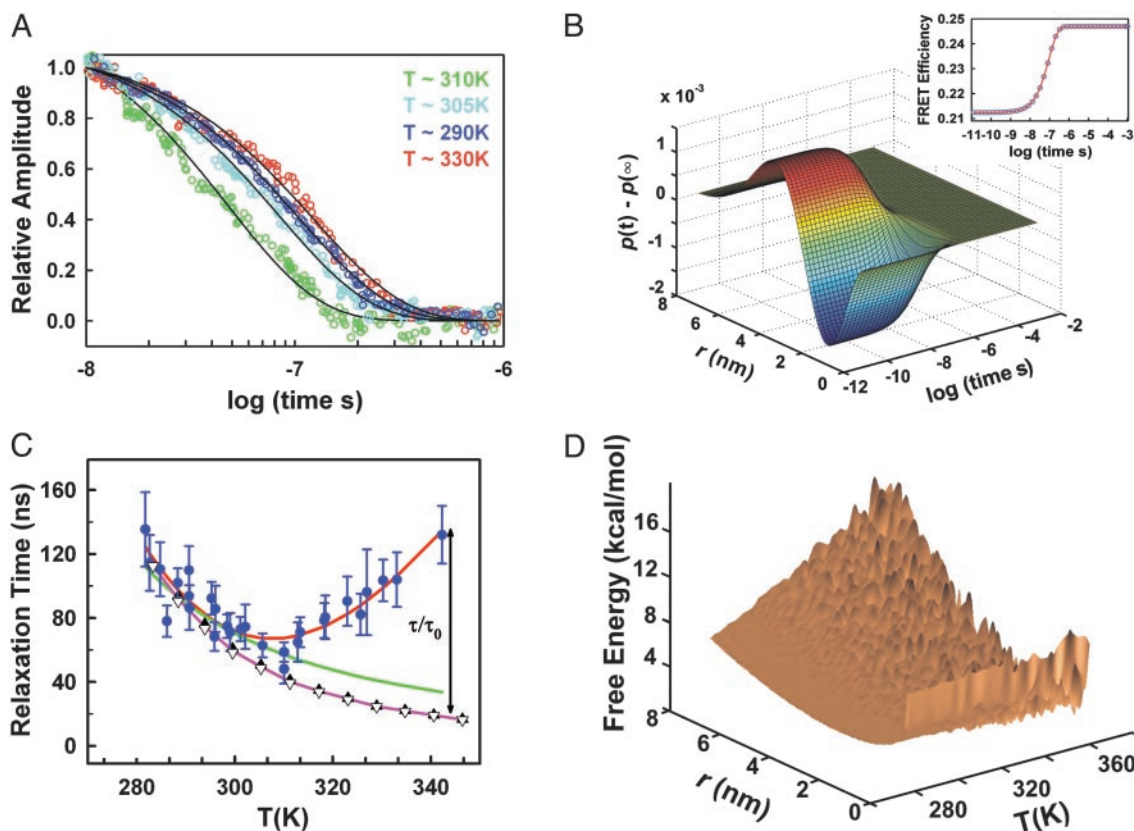 A
Relative Amplitude
1.0
0.8
0.6
0.4
0.2
0.0
T ~ 310K
T ~ 305K
T ~ 290K
T ~ 330K
-8
-7
-6
log (time s)
B
x 10⁻³
p(t) - p(∞)
1
0
-1
-2
8
6
4
2
0
r (nm)
-12
-10
-8
-6
-4
-2
log (time s)
FRET Efficiency
0.25
0.24
0.23
0.22
0.21
-11 -10 -9 -8 -7 -6 -5 -4 -3
log (time s)
C
Relaxation Time (ns)
160
120
80
40
0
τ/τ₀
280
300
320
340
T(K)
D
Free Energy (kcal/mol)
16
12
8
4
8
6
4
2
0
r (nm)
280
320
360
T(K)